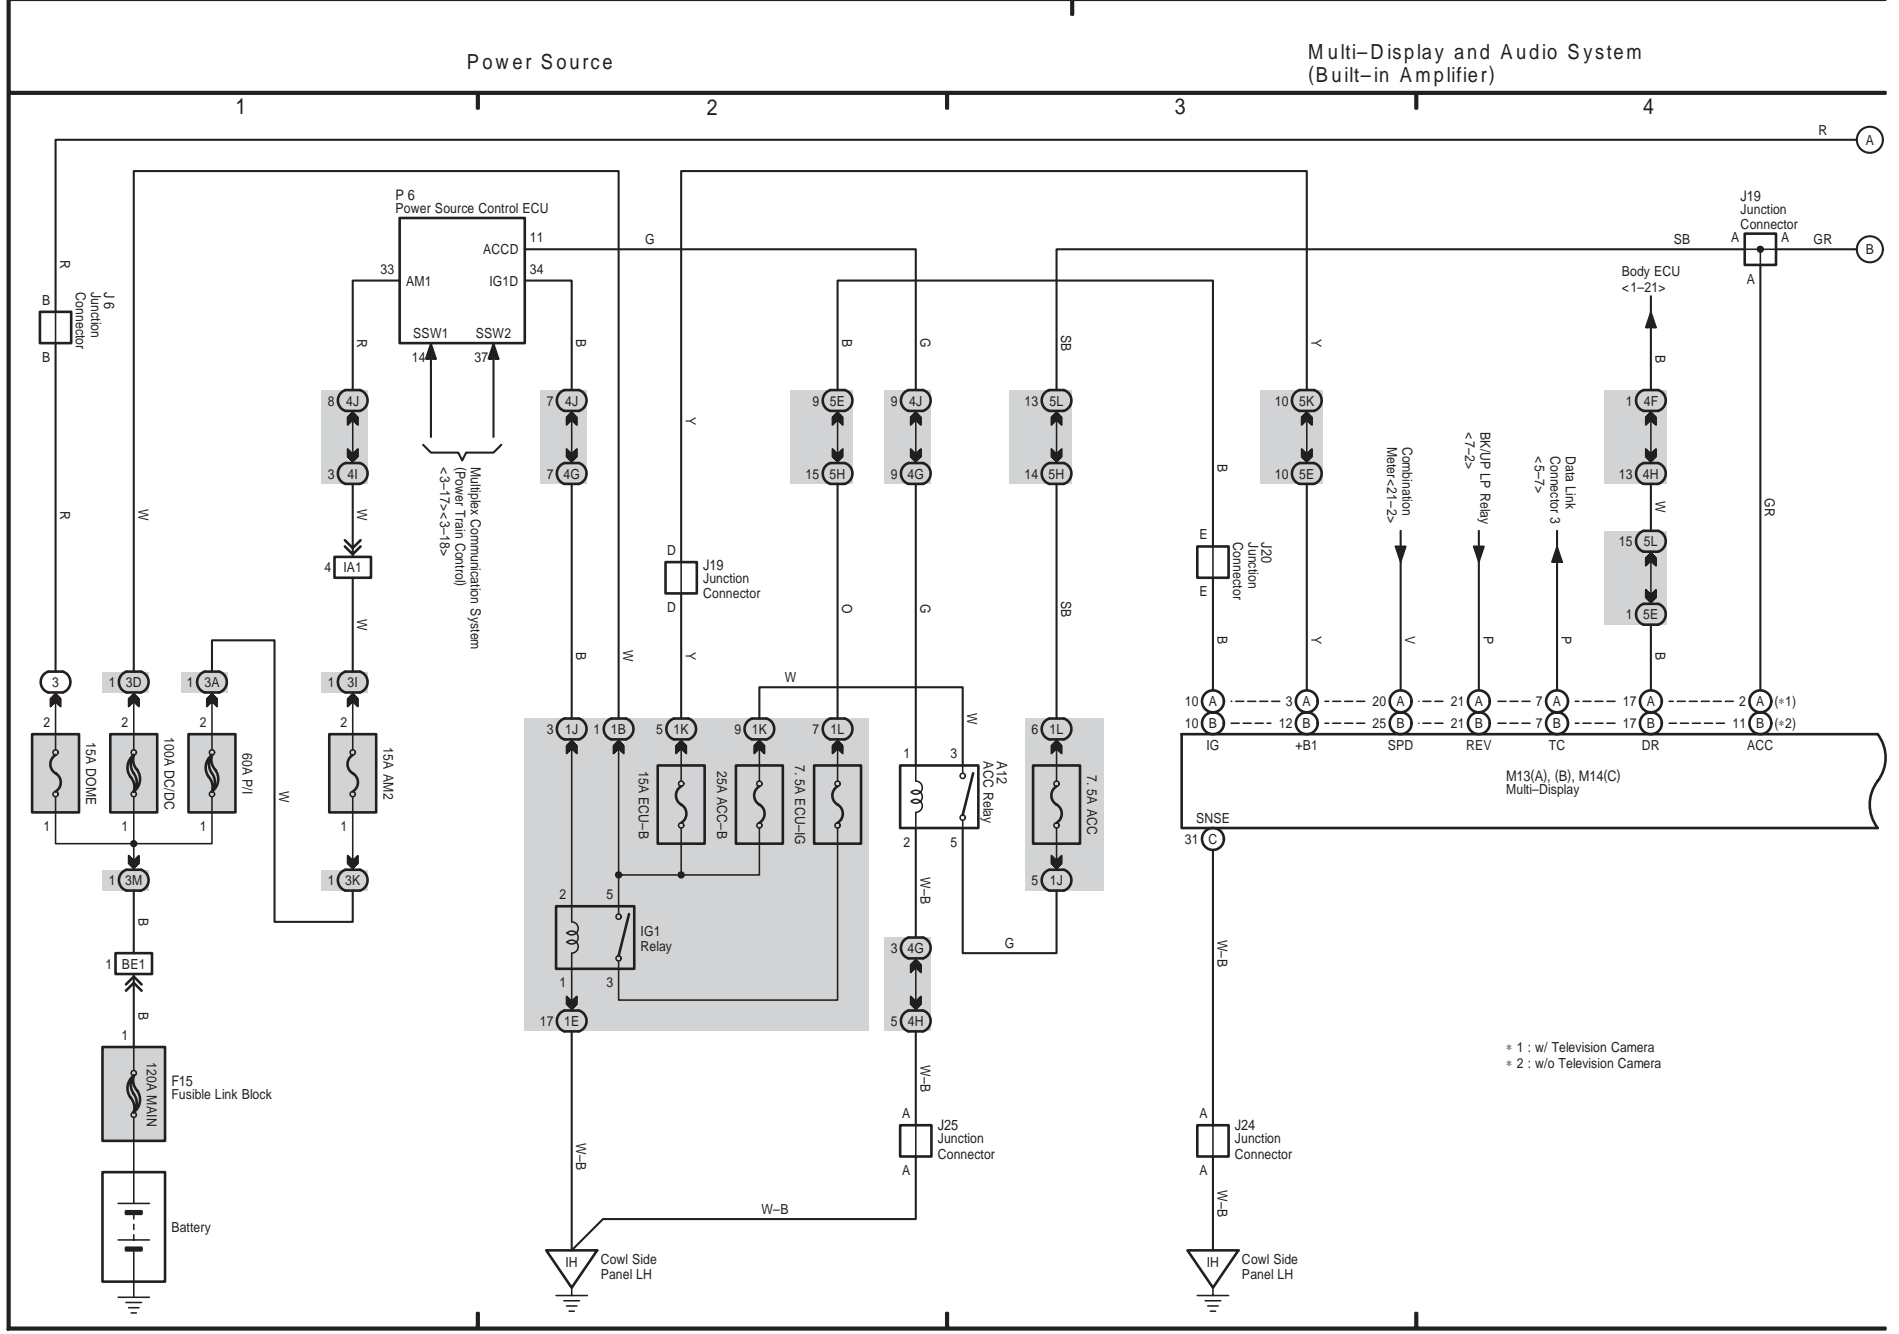 Power Source
Multi–Display and Audio System
(Built–in Amplifier)
1
2
3
4
R
A
P 6
Power Source Control ECU
ACCD
11
G
33
AM1
IG1D
34
SSW1
SSW2
14
37
J19
Junction
Connector
SB
A
A
GR
B
A
Body ECU
<1–21>
R
B
J 6
Junction
Connector
B
R
B
B
G
SB
Y
B
8
4J
7
4J
9
5E
9
4J
13
5L
10
5K
1
4F
3
4I
7
4G
15
5H
9
4G
14
5H
10
5E
13
4H
Y
B
Multiplex Communication System
(Power Train Control)
<3–17><3–18>
Combination
Meter<21–2>
BK/UP LP Relay
<7–2>
Data Link
Connector 3
<5–7>
R
W
W
W
GR
4
IA1
D
J19
Junction
Connector
D
E
J20
Junction
Connector
E
15
5L
1
5E
W
B
W
Y
O
G
SB
B
Y
V
P
P
B
3
1
3D
1
3A
1
3I
W
W
10
A
3
A
20
A
21
A
7
A
17
A
2
A
(∗1)
10
B
12
B
25
B
21
B
7
B
17
B
11
B
(∗2)
IG
+B1
SPD
REV
TC
DR
ACC
M13(A), (B), M14(C)
Multi–Display
SNSE
31
C
2
15A DOME
1
2
100A DC/DC
1
2
60A P/I
1
W
2
15A AM2
1
3
1J
1
1B
5
1K
9
1K
7
1L
6
1L
15A ECU–B
25A ACC–B
7. 5A ECU–IG
1
3
A12
ACC Relay
2
5
7. 5A ACC
5
1J
1
3M
1
3K
2
5
IG1
Relay
1
3
W–B
G
W–B
B
1
BE1
B
1
3
4G
17
1E
5
4H
120A MAIN
F15
Fusible Link Block
∗ 1 : w/ Television Camera
∗ 2 : w/o Television Camera
W–B
W–B
A
J25
Junction
Connector
A
A
J24
Junction
Connector
A
W–B
W–B
Battery
IH
Cowl Side
Panel LH
IH
Cowl Side
Panel LH